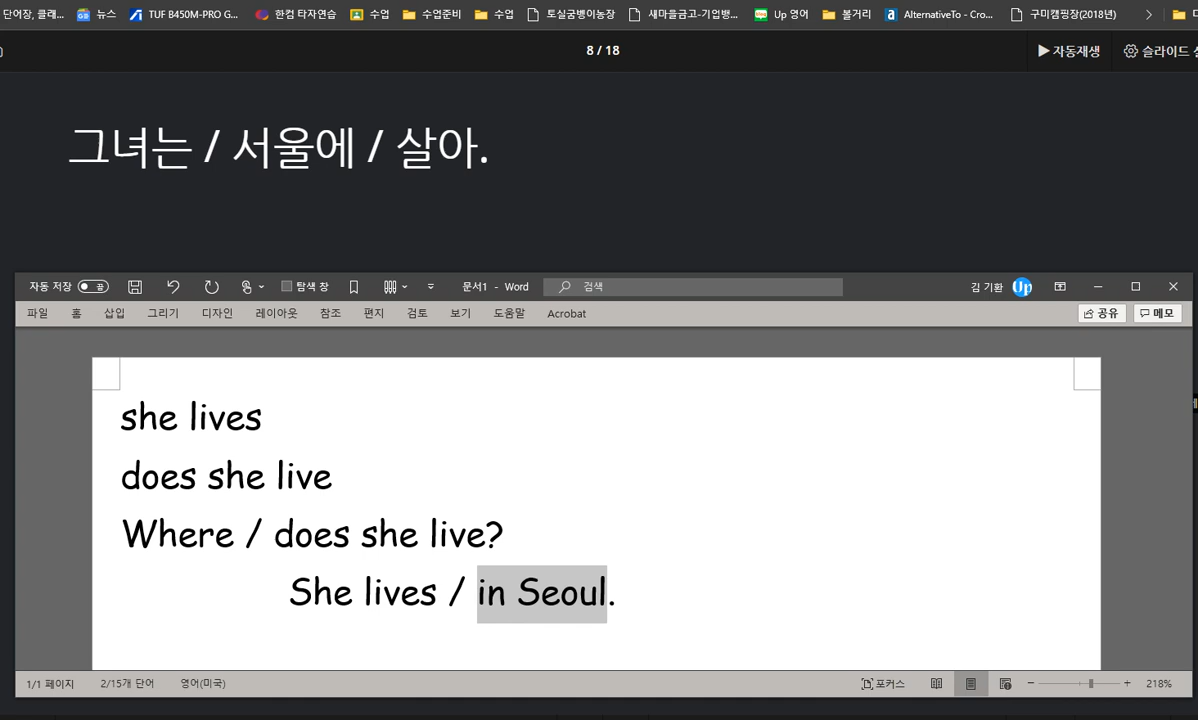 단어장, 클래... 뉴스 TUF B450M-PRO G... 한컴 타자연습 수업 수업준비 수업 토실굼벵이농장 새마을금고-기업뱅... Up 영어 볼거리 AlternativeTo - Cro... 구미캠핑장(2018년)
8 / 18 자동재생 슬라이드
그녀는 / 서울에 / 살아.
자동 저장 끔 탐색 창 문서1 - Word 검색 김 기환 Up
파일 홈 삽입 그리기 디자인 레이아웃 참조 편지 검토 보기 도움말 Acrobat 공유 메모
she lives
does she live
Where / does she live?
She lives / in Seoul.
1/1 페이지 2/15개 단어 영어(미국) 포커스 218%